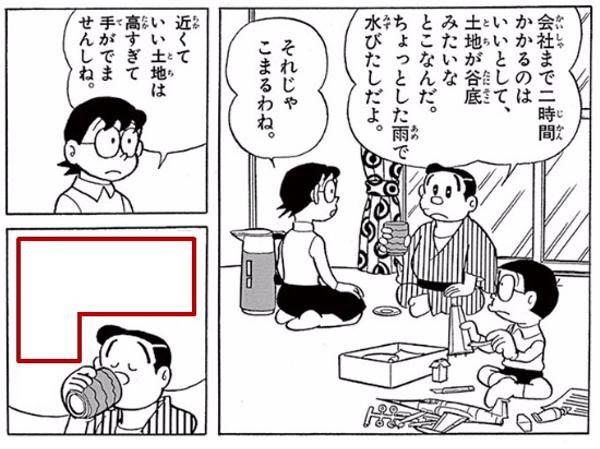 会社まで二時間
かかるのは
いいとして、
土地が谷底
みたいな
とこなんだ。
ちょっとした雨で
水びたしだよ。
それじゃ
こまるわね。
近くて
いい土地は
高すぎて
手がでま
せんしね。